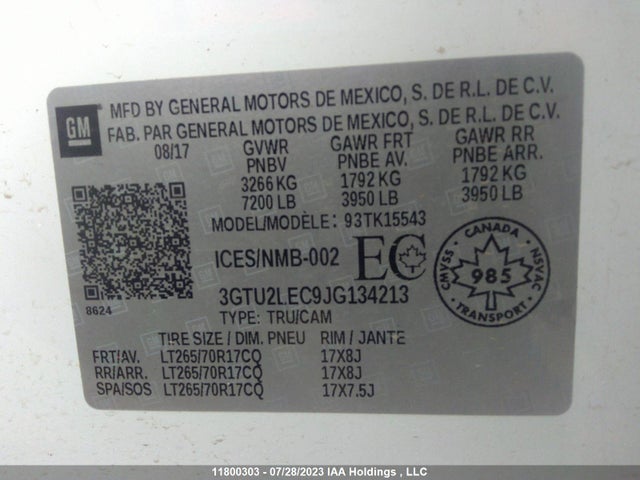 GM
MFD BY GENERAL MOTORS DE MEXICO, S. DE R.L. DE C.V.
FAB. PAR GENERAL MOTORS DE MEXICO, S. DE R.L. DE C.V.
08/17 GVWR GAWR FRT GAWR RR
PNBV PNBE AV. PNBE ARR.
3266 KG 1792 KG 1792 KG
7200 LB 3950 LB 3950 LB
MODEL/MODÈLE: 93TK15543
ICES/NMB-002 EC
CANADA
CMVSS 985 NSVAC
8624
3GTU2LEC9JG134213
TYPE: TRU/CAM
TIRE SIZE / DIM. PNEU RIM / JANTE
FRT/AV. LT265/70R17CQ 17X8J
RR/ARR. LT265/70R17CQ 17X8J
SPA/SOS LT265/70R17CQ 17X7.5J
11800303 - 07/28/2023 IAA Holdings , LLC